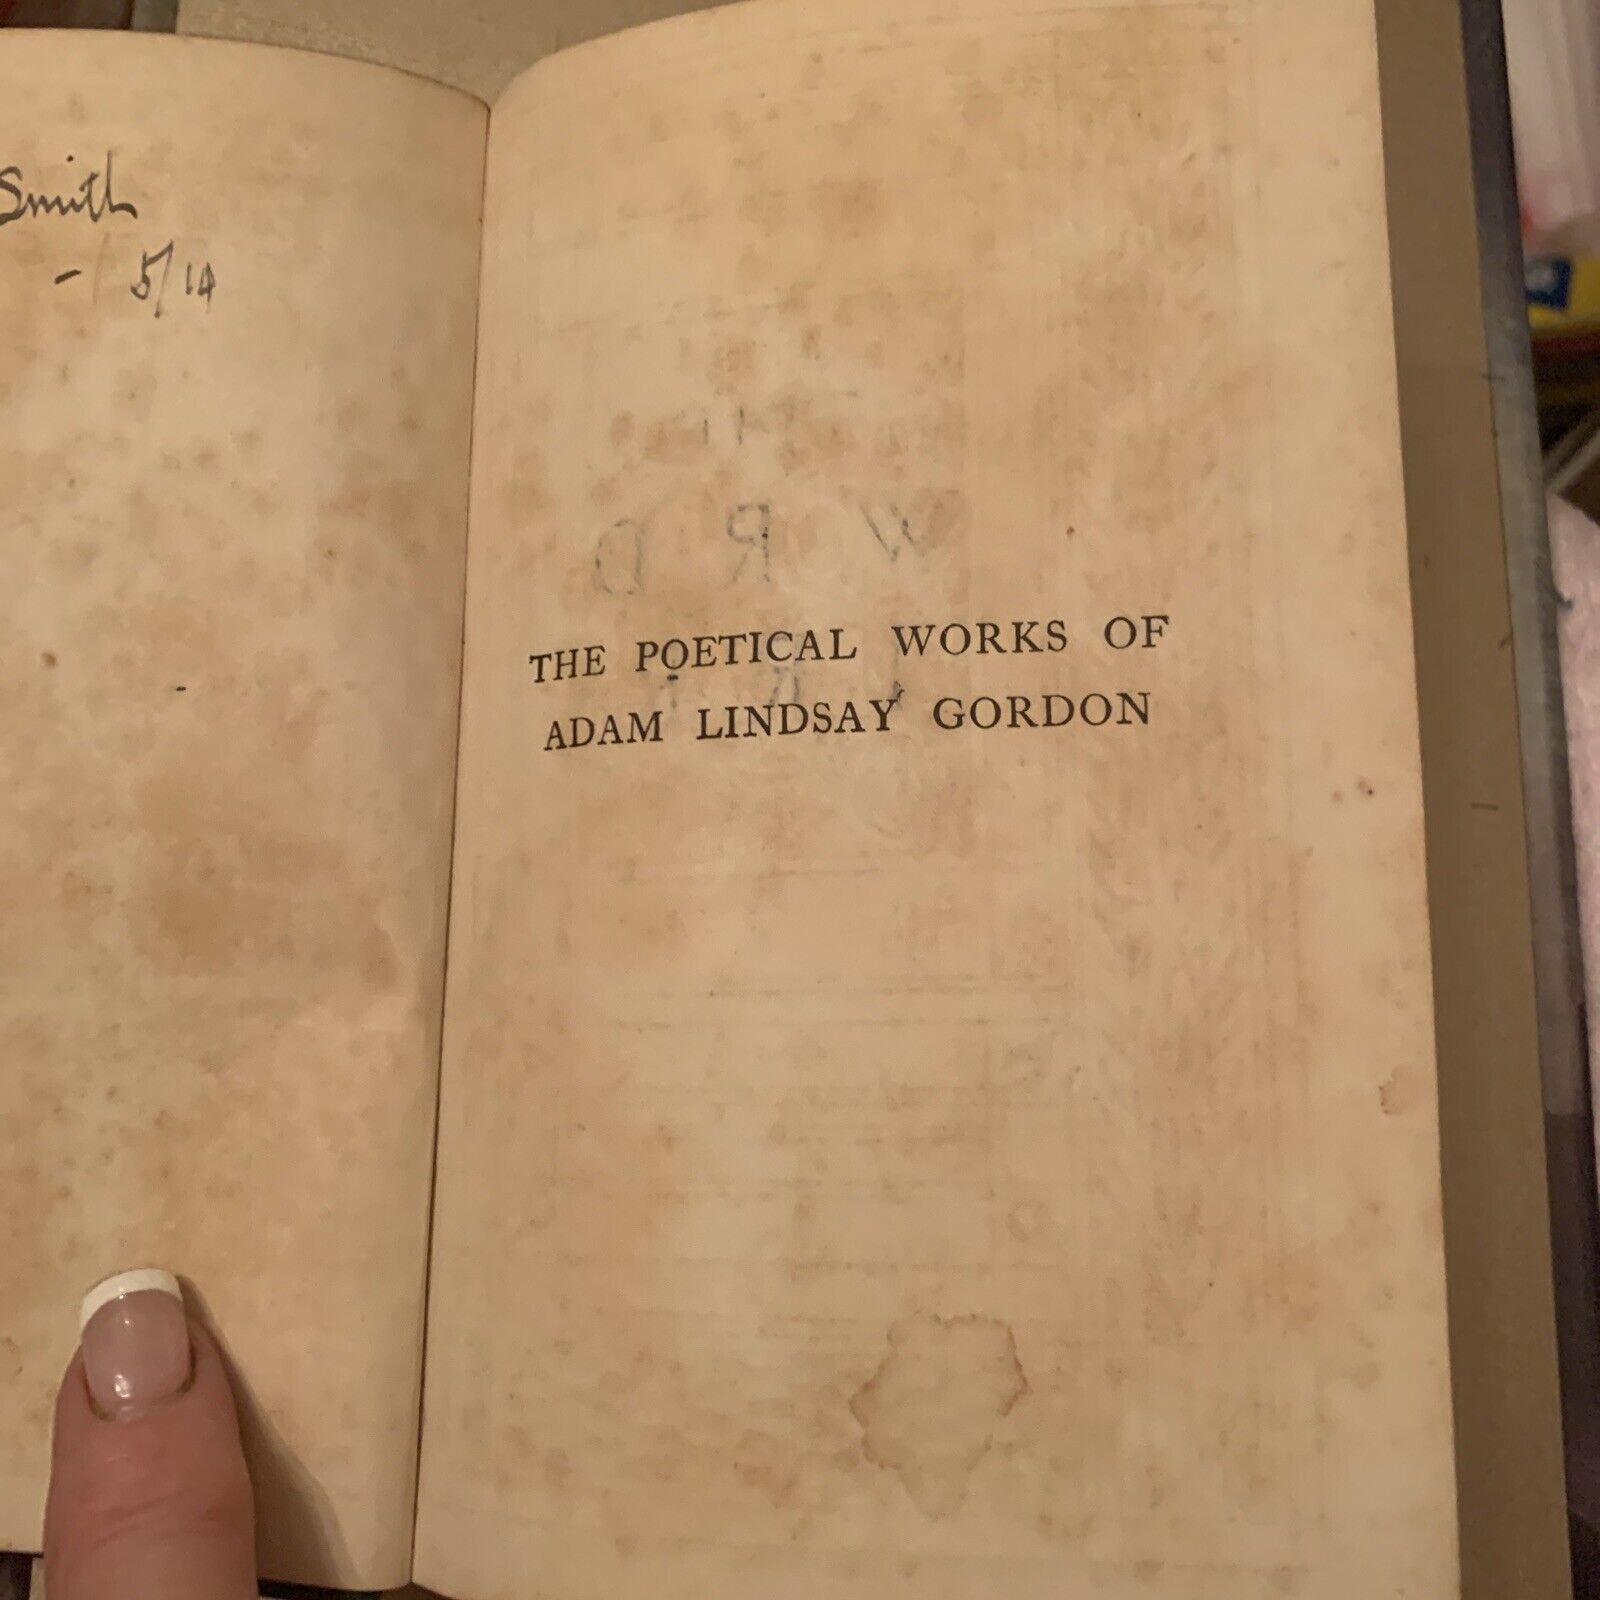 Smith
- 5/14
THE POETICAL WORKS OF
ADAM LINDSAY GORDON